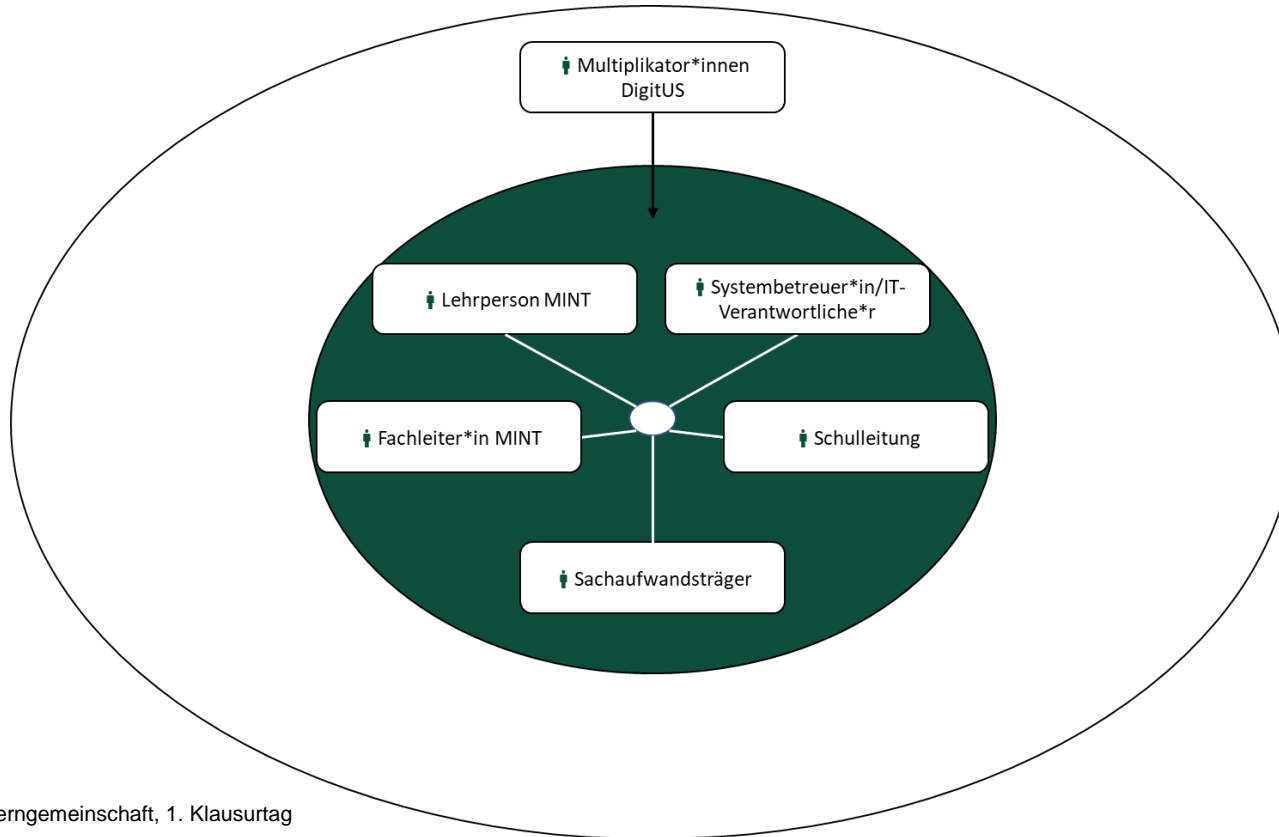 Multiplikator*innen
DigitUS
Lehrperson MINT
Systembetreuer*in/IT-
Verantwortliche*r
Fachleiter*in MINT
Schulleitung
Sachaufwandsträger
erngemeinschaft, 1. Klausurtag